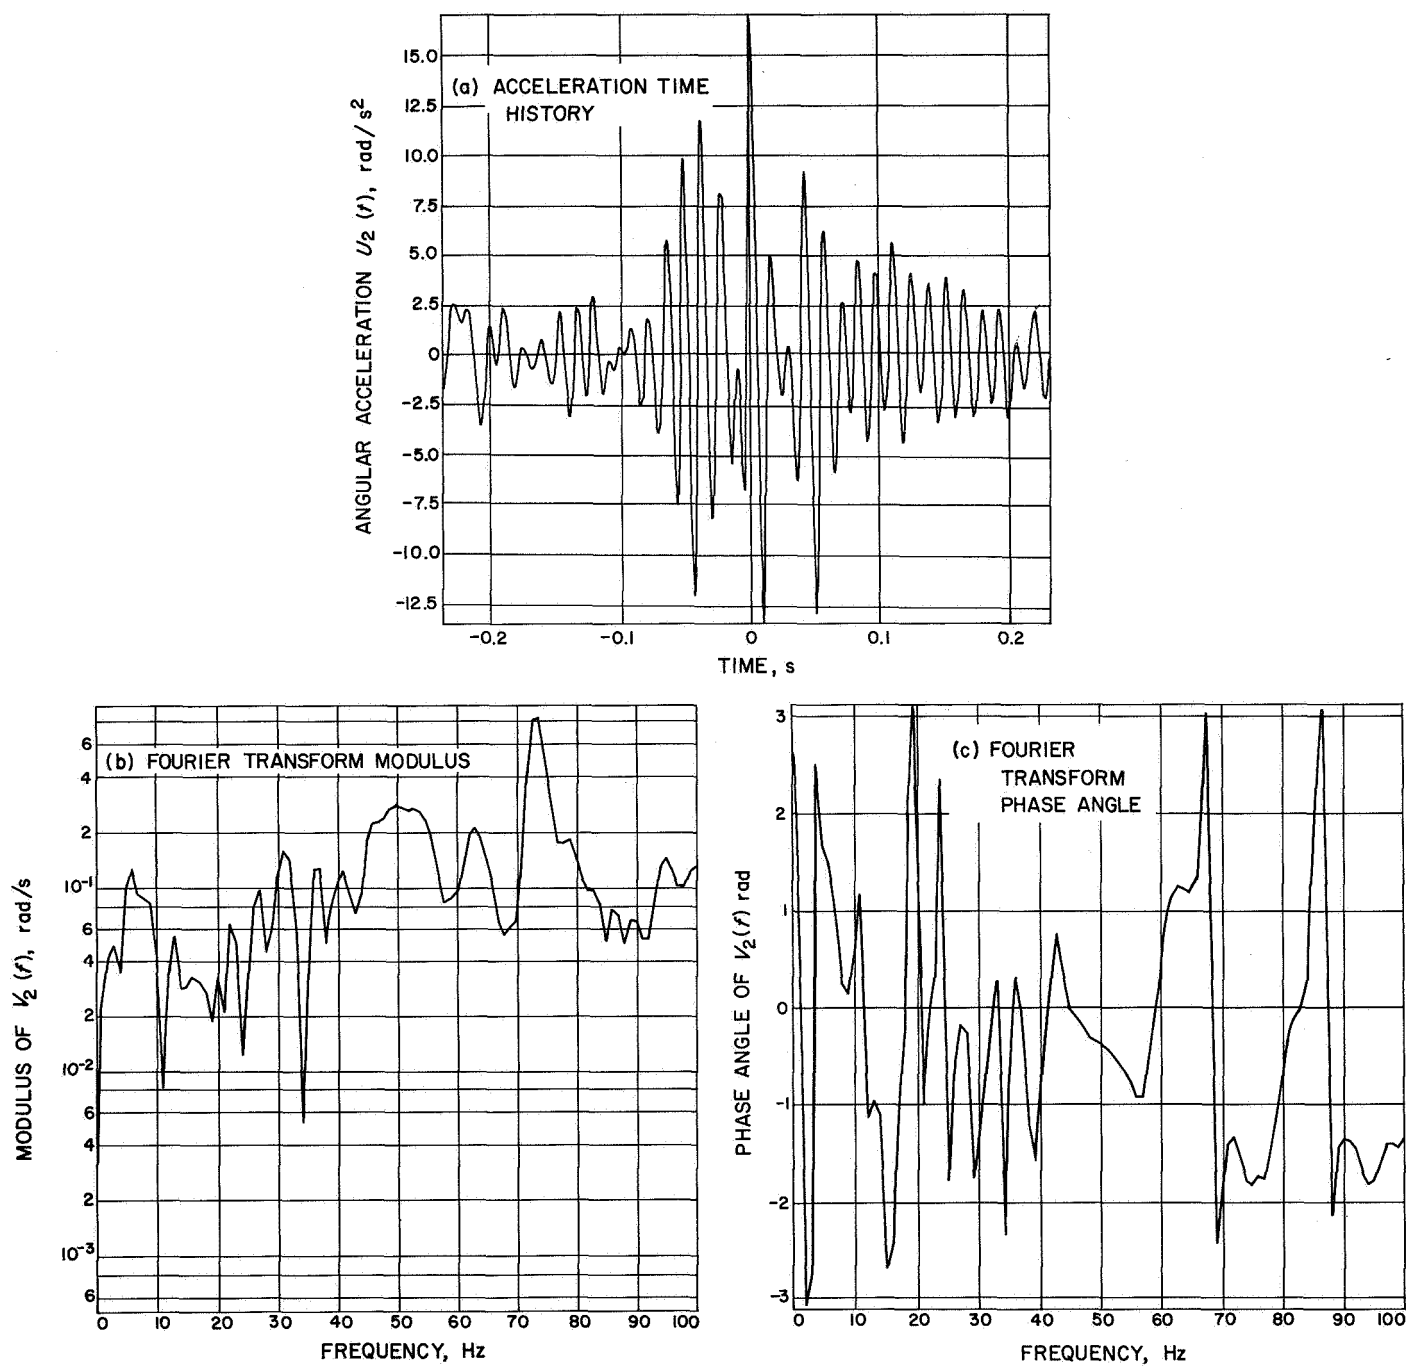 15.0
(a) ACCELERATION TIME
HISTORY
12.5
10.0
7.5
5.0
2.5
0
-2.5
-5.0
-7.5
-10.0
-12.5
ANGULAR ACCELERATION U2 (t), rad/s2
-0.2 -0.1 0 0.1 0.2
TIME, s
(b) FOURIER TRANSFORM MODULUS
6
4
2
10-1
6
4
2
10-2
6
4
2
10-3
6
MODULUS OF V2 (f), rad/s
0 10 20 30 40 50 60 70 80 90 100
FREQUENCY, Hz
(c) FOURIER
TRANSFORM
PHASE ANGLE
3
2
1
0
-1
-2
-3
PHASE ANGLE OF V2(f) rad
0 10 20 30 40 50 60 70 80 90 100
FREQUENCY, Hz